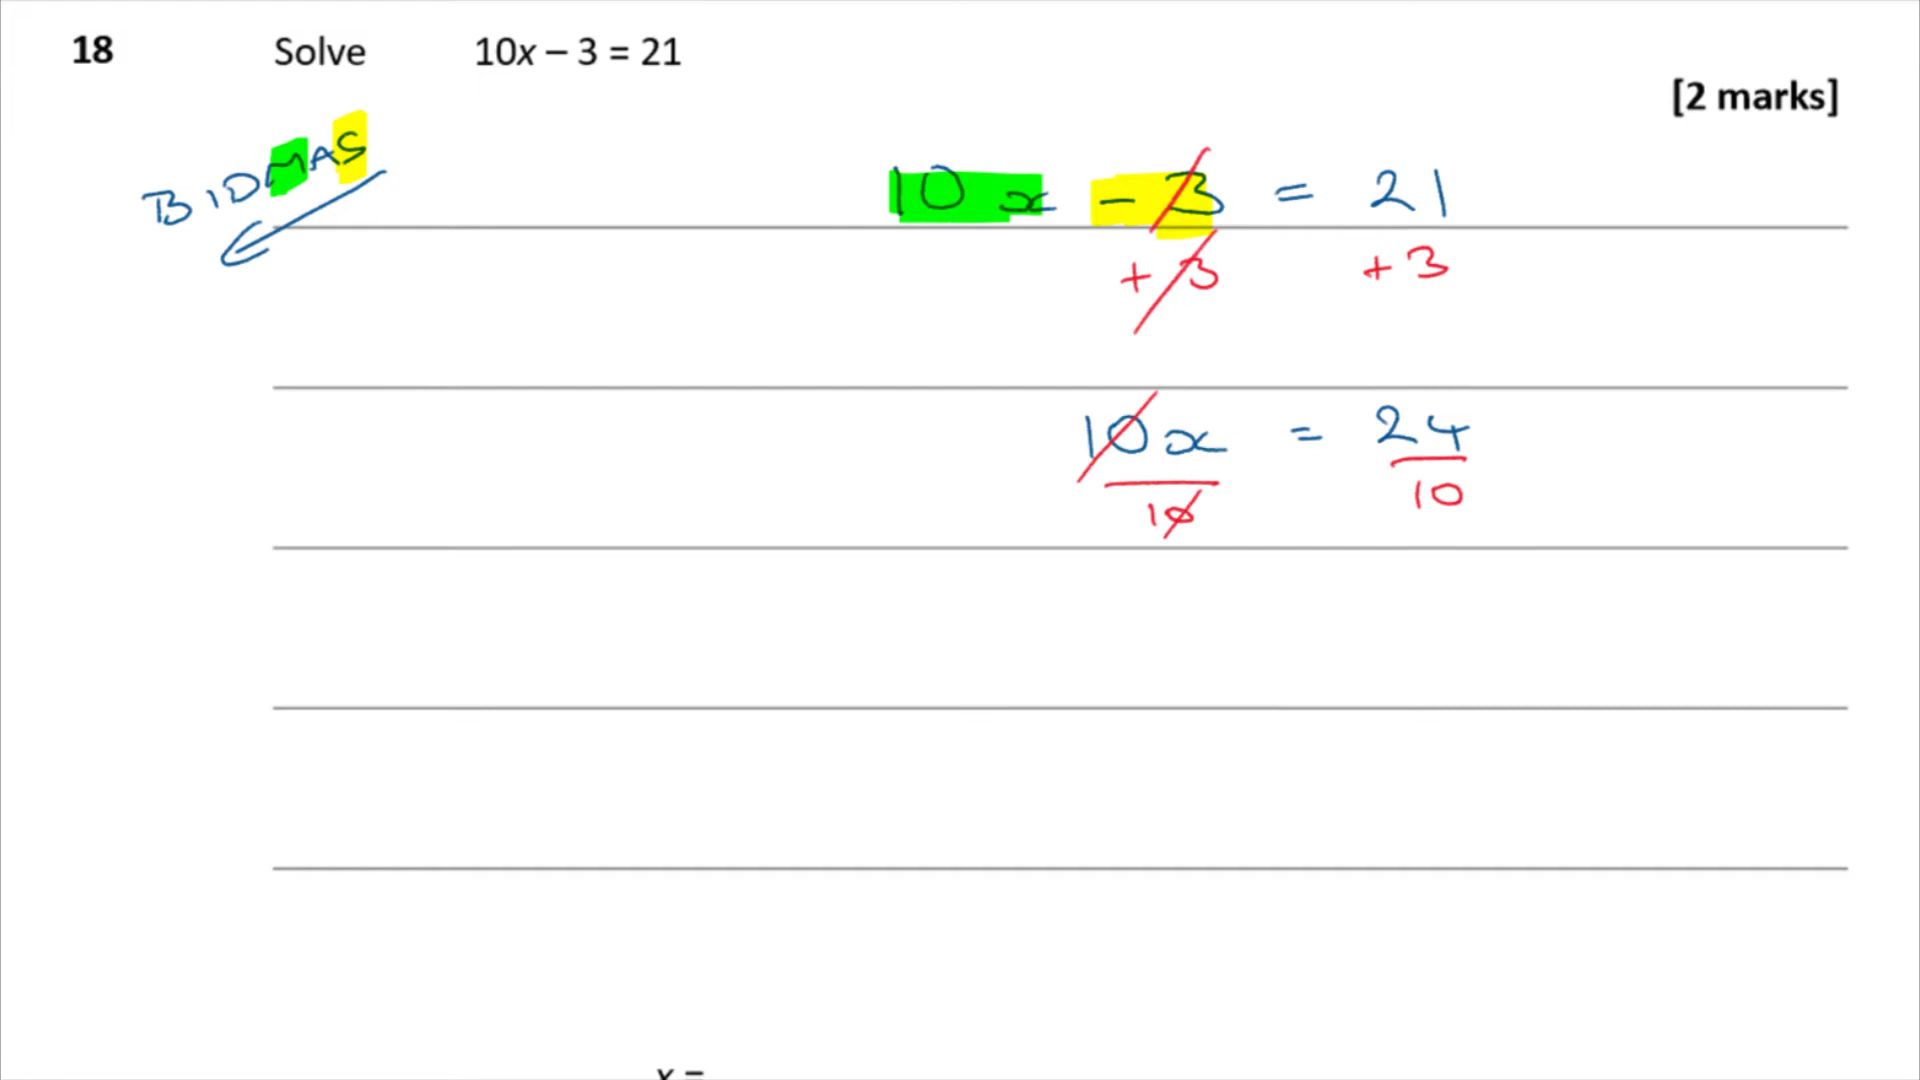 18 Solve 10x – 3 = 21
[2 marks]
BIDMAS
10x - 3 = 21
+ 3 + 3
10x = 24
10 10
x =